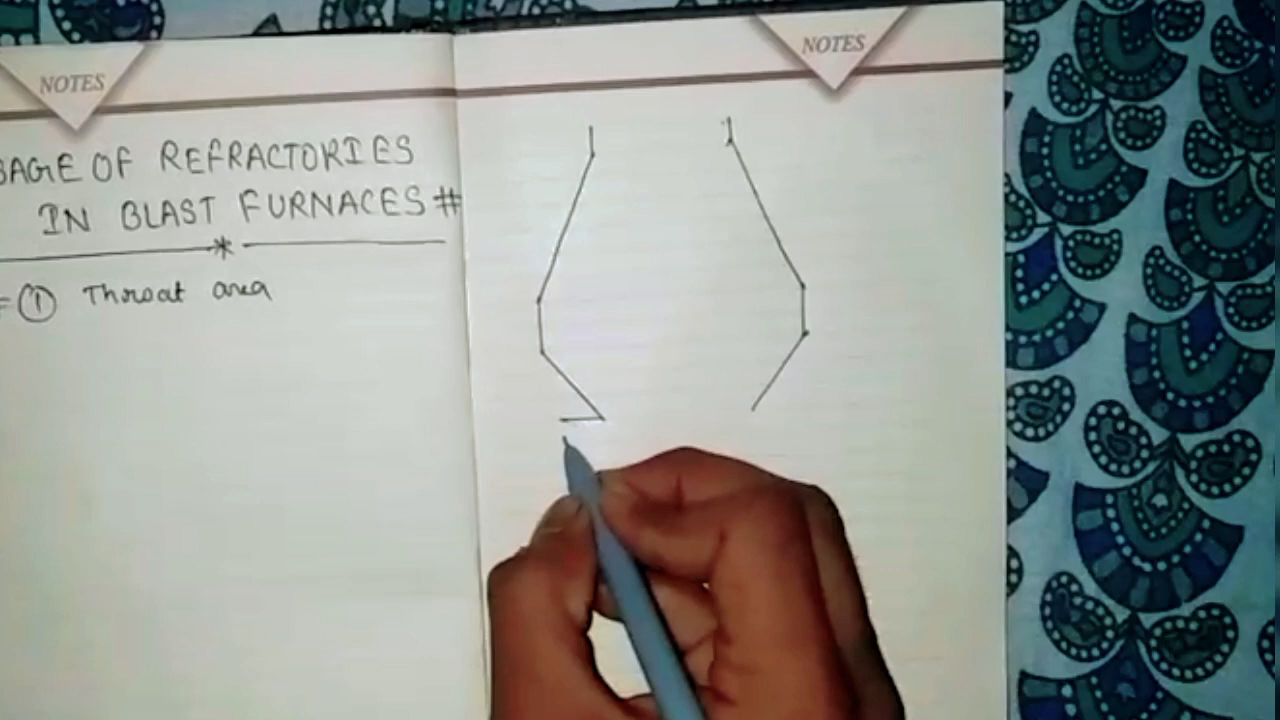 NOTES
BAGE OF REFRACTORIES
IN BLAST FURNACES #
= ① Throat area
NOTES